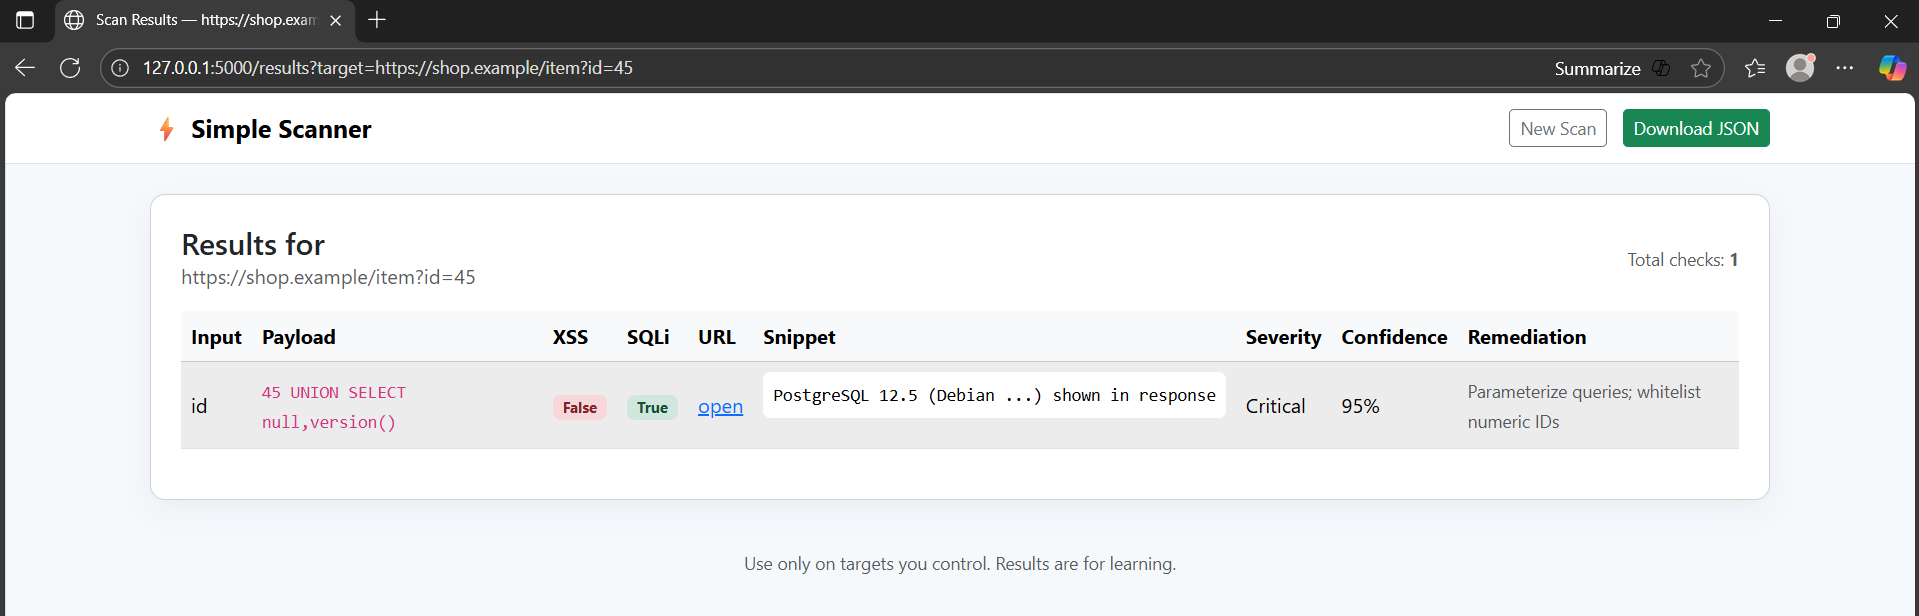 Scan Results — https://shop.exam
127.0.0.1:5000/results?target=https://shop.example/item?id=45
Summarize
Simple Scanner
New Scan
Download JSON
Results for
https://shop.example/item?id=45
Total checks: 1
Input Payload XSS SQLi URL Snippet Severity Confidence Remediation
id
45 UNION SELECT
null,version()
False
True
open
PostgreSQL 12.5 (Debian ...) shown in response
Critical
95%
Parameterize queries; whitelist
numeric IDs
Use only on targets you control. Results are for learning.